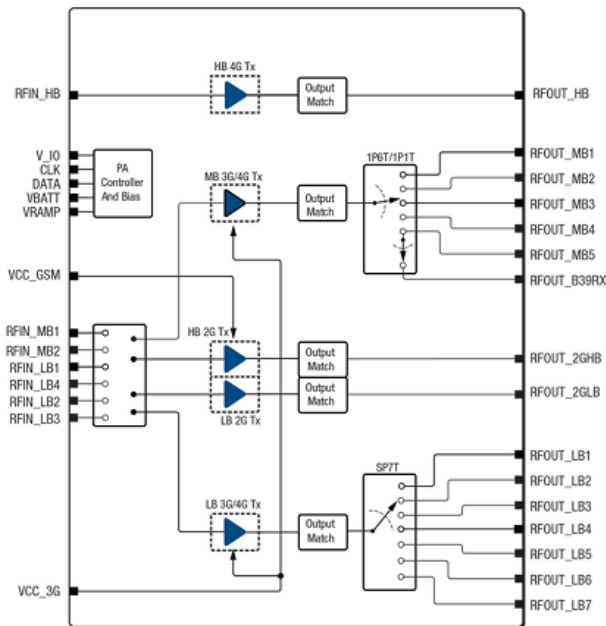 HB 4G Tx
RFIN_HB
Output
Match
RFOUT_HB
V_IO
CLK
DATA
VBATT
VRAMP
PA
Controller
And Bias
MB 3G/4G Tx
Output
Match
1P6T/1P1T
RFOUT_MB1
RFOUT_MB2
RFOUT_MB3
RFOUT_MB4
RFOUT_MB5
RFOUT_B39RX
VCC_GSM
RFIN_MB1
RFIN_MB2
RFIN_LB1
RFIN_LB4
RFIN_LB2
RFIN_LB3
HB 2G Tx
Output
Match
RFOUT_2GHB
Output
Match
RFOUT_2GLB
LB 2G Tx
LB 3G/4G Tx
Output
Match
SP7T
RFOUT_LB1
RFOUT_LB2
RFOUT_LB3
RFOUT_LB4
RFOUT_LB5
RFOUT_LB6
RFOUT_LB7
VCC_3G